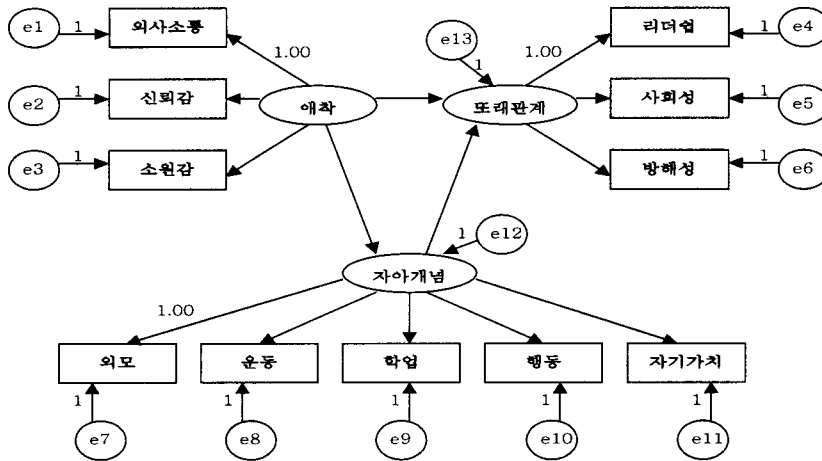 e1 1 의사소통 1.00 e13 1 1.00 리더쉽 1 e4
e2 1 신뢰감 애착 또래관계 사회성 1 e5
e3 1 소원감 방해성 1 e6
1 e12
자아개념
1.00
외모 운동 학업 행동 자기가치
1 1 1 1 1
e7 e8 e9 e10 e11